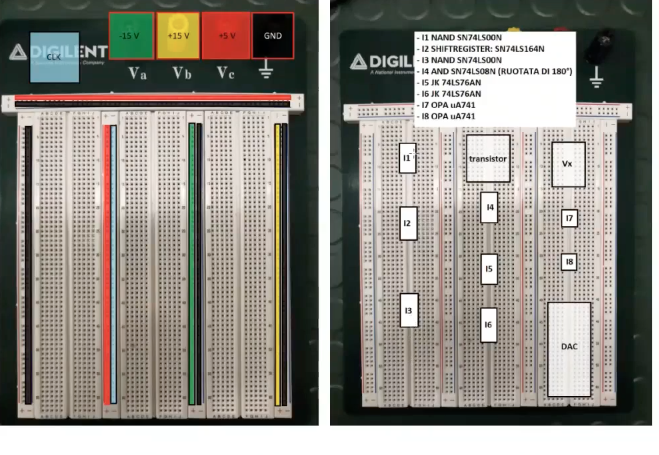 CLK
DIGILENT
-15 V
+15 V
+5 V
GND
Va
Vb
Vc
DIGIL
- I1 NAND SN74LS00N
- I2 SHIFTREGISTER: SN74LS164N
- I3 NAND SN74LS00N
- I4 AND SN74LS08N (RUOTATA DI 180°)
- I5 JK 74LS76AN
- I6 JK 74LS76AN
- I7 OPA uA741
- I8 OPA uA741
I1
transistor
Vx
I2
I4
I7
I5
I8
I3
I6
DAC